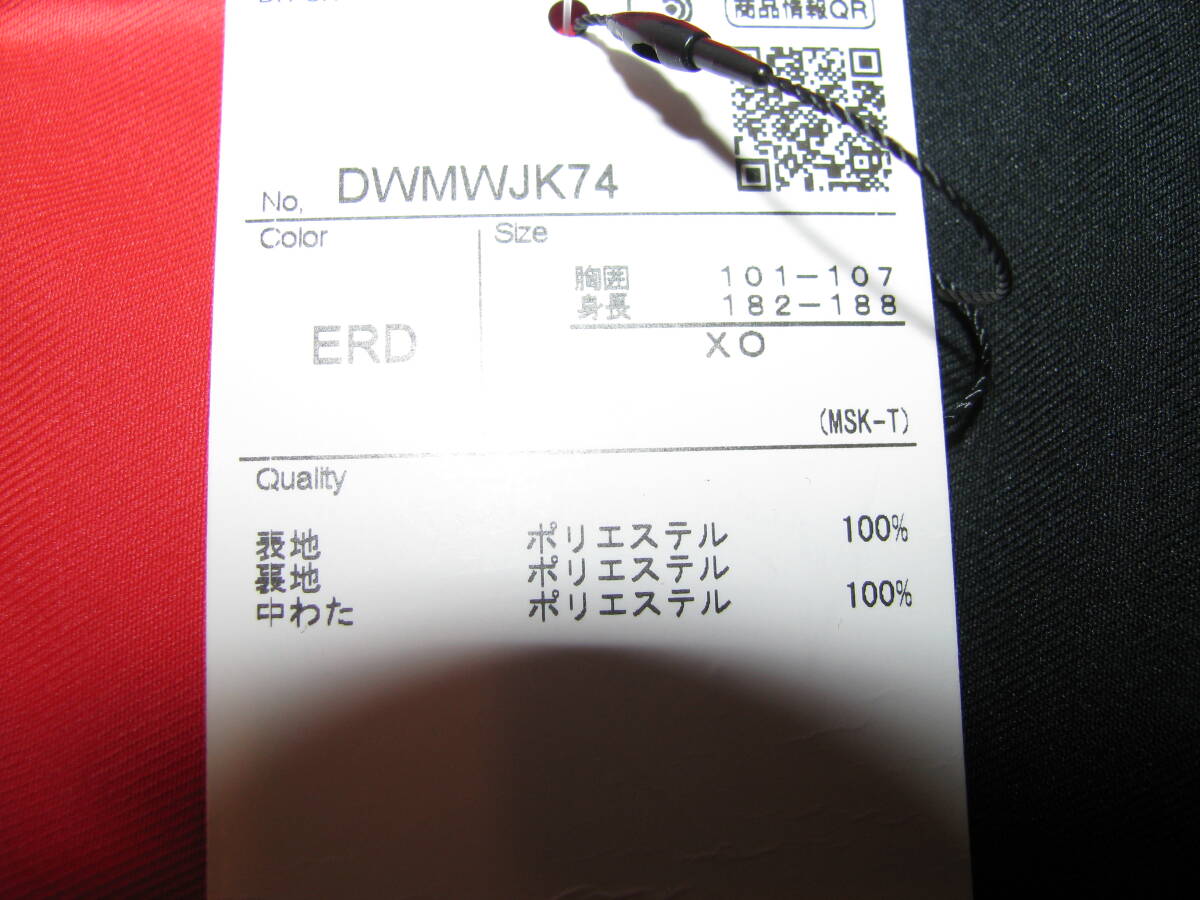 商品情報QR
No, DWMWJK74
Color
Size
胸囲 101-107
身長 182-188
ERD
XO
(MSK-T)
Quality
表地 ポリエステル 100%
裏地 ポリエステル
中わた ポリエステル 100%